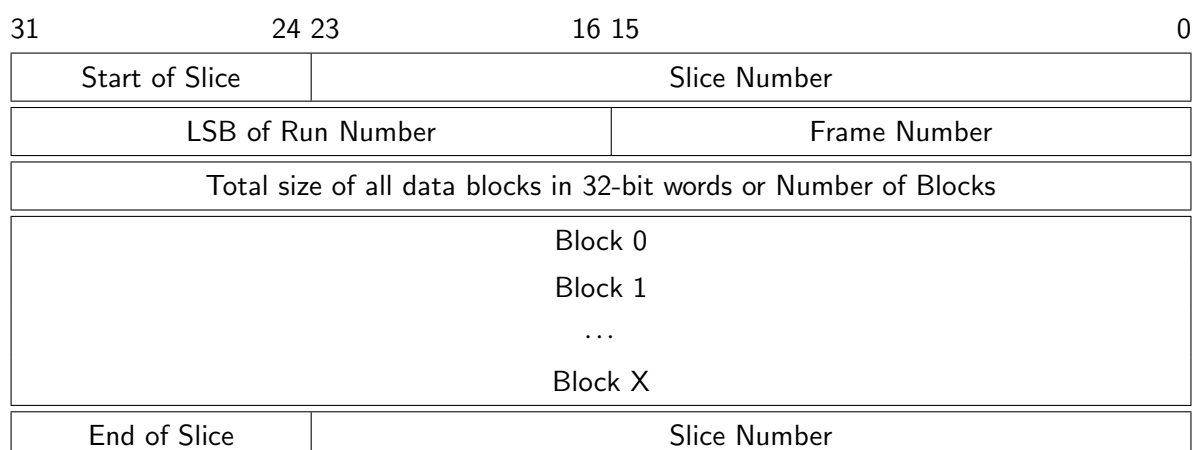 31 24 23 16 15 0
Start of Slice Slice Number
LSB of Run Number Frame Number
Total size of all data blocks in 32-bit words or Number of Blocks
Block 0
Block 1
...
Block X
End of Slice Slice Number